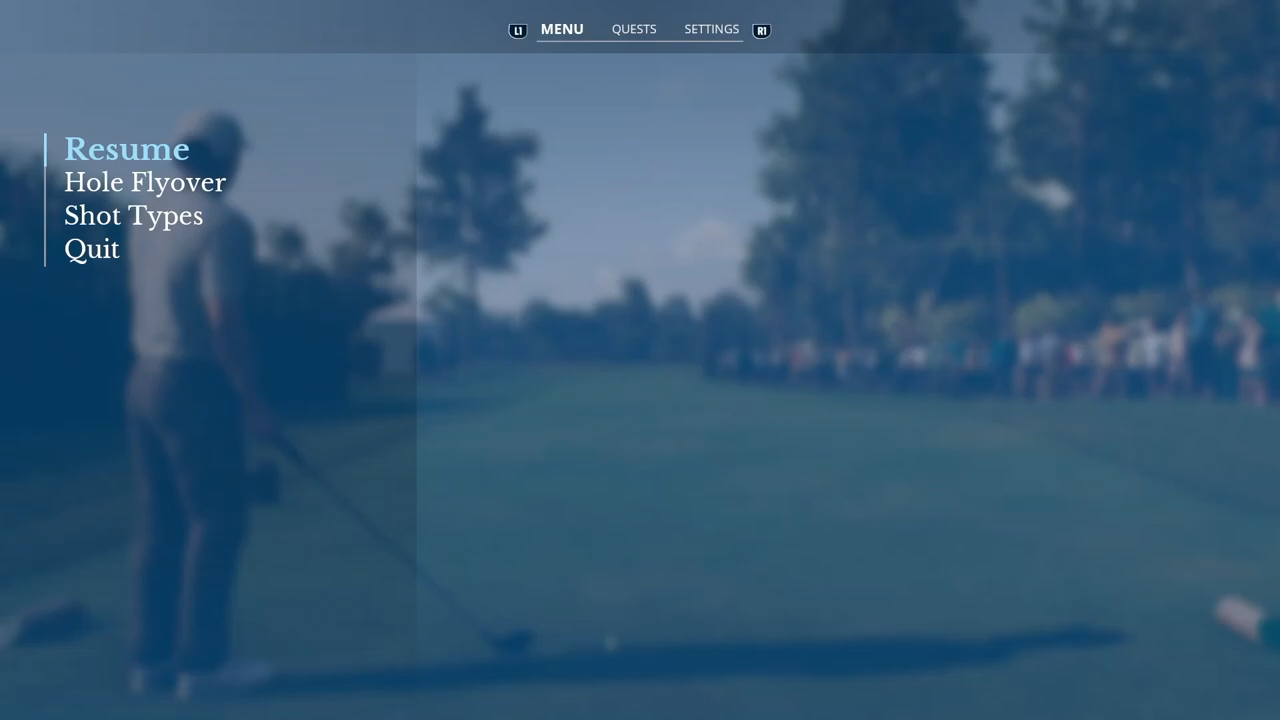 L1 MENU QUESTS SETTINGS R1
Resume
Hole Flyover
Shot Types
Quit